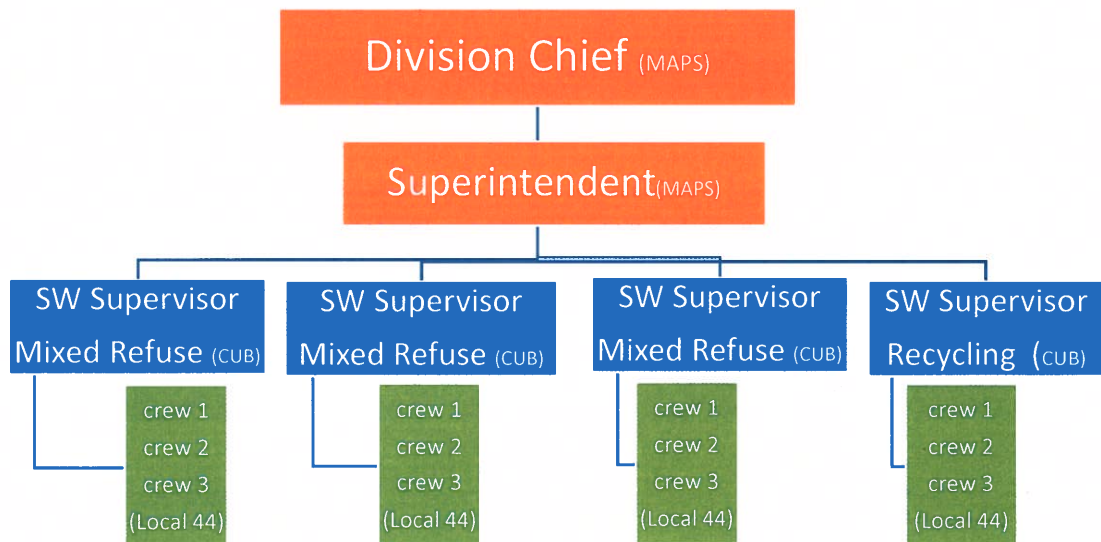 Division Chief (MAPS)
Superintendent(MAPS)
SW Supervisor
Mixed Refuse (CUB)
crew 1
crew 2
crew 3
(Local 44)
SW Supervisor
Mixed Refuse (CUB)
crew 1
crew 2
crew 3
(Local 44)
SW Supervisor
Mixed Refuse (CUB)
crew 1
crew 2
crew 3
(Local 44)
SW Supervisor
Recycling (CUB)
crew 1
crew 2
crew 3
(Local 44)